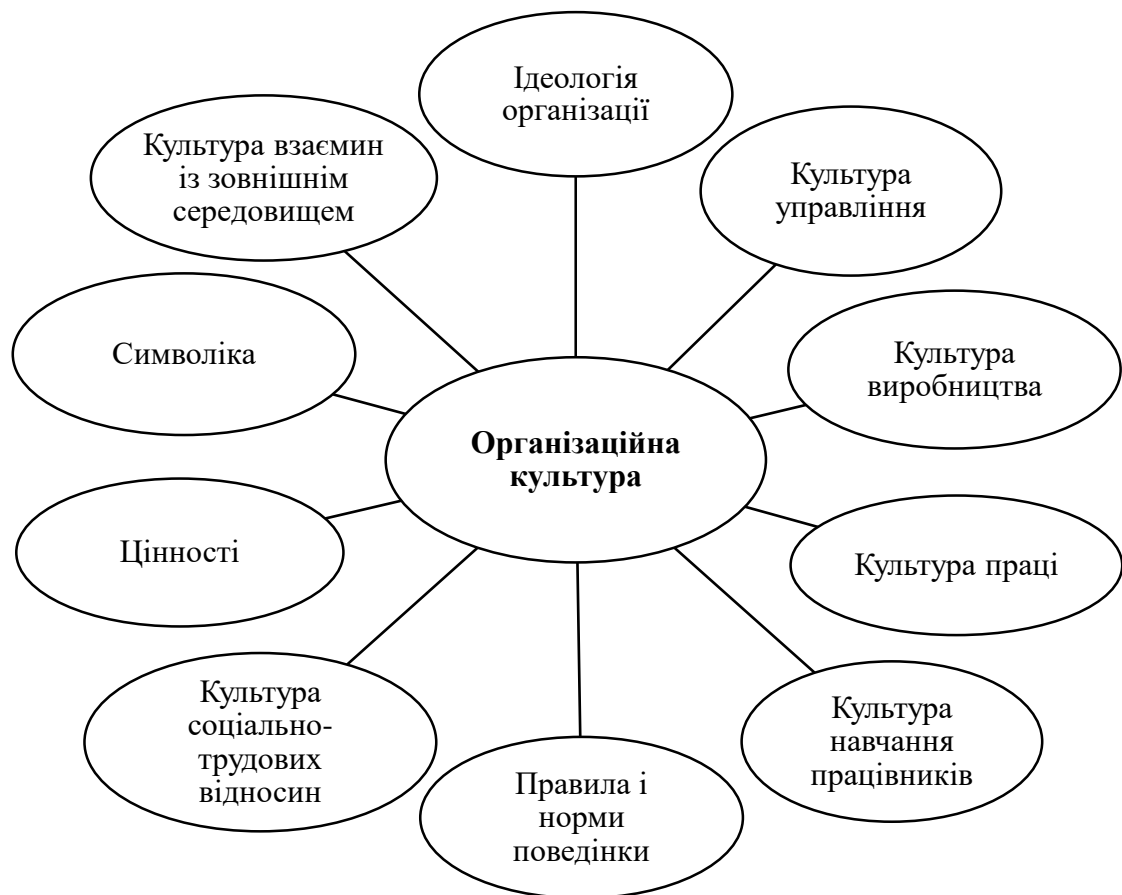 Ідеологія
організації
Культура взаємин
із зовнішнім
середовищем
Культура
управління
Символіка
Культура
виробництва
Організаційна
культура
Цінності
Культура праці
Культура
соціально-
трудових
відносин
Правила і
норми
поведінки
Культура
навчання
працівників